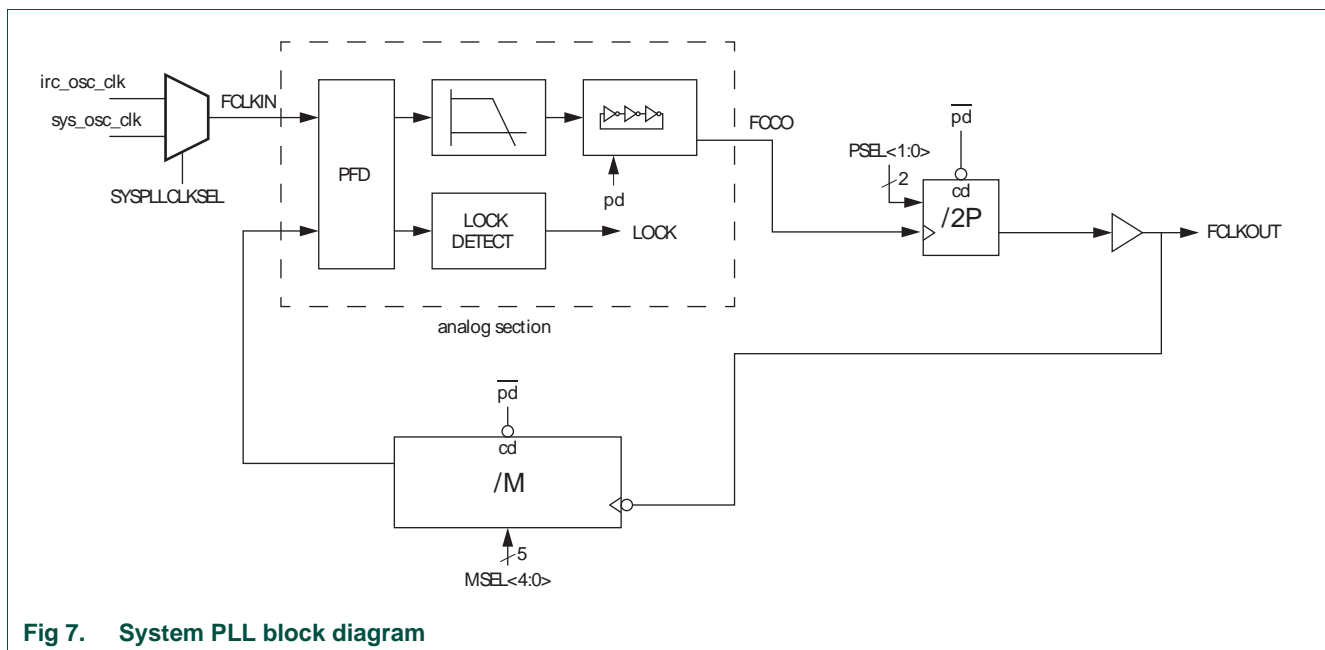 irc_osc_clk
sys_osc_clk
SYSPLLCLKSEL
FCLKIN
PFD
LOCK
DETECT
LOCK
pd
analog section
FCCO
PSEL<1:0>
2
pd
cd
/2P
FCLKOUT
pd
cd
/M
5
MSEL<4:0>
Fig 7. System PLL block diagram